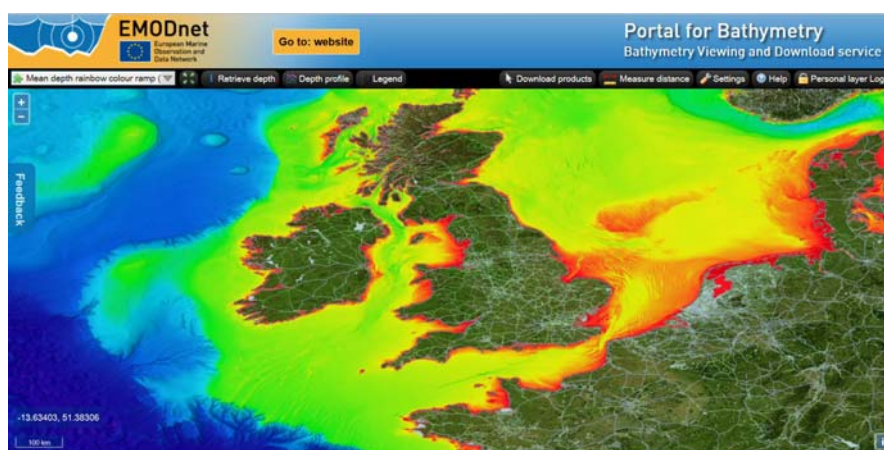 EMODnet
European Marine
Observation and
Data Network
Go to: website
Portal for Bathymetry
Bathymetry Viewing and Download service
Mean depth rainbow colour ramp (
Retrieve depth
Depth profile
Legend
Download products
Measure distance
Settings
Help
Personal layer Log
+
−
Feedback
-13.63403, 51.38306
100 km